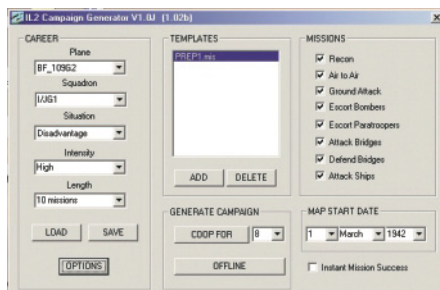 IL2 Campaign Generator V1.0J (1.02b)
CAREER
Plane
BF_109G2
Squadron
I/JG1
Situation
Disadvantage
Intensity
High
Length
10 missions
LOAD SAVE
OPTIONS
TEMPLATES
PREP1.mis
ADD DELETE
GENERATE CAMPAIGN
COOP FOR 8
OFFLINE
MISSIONS
Recon
Air to Air
Ground Attack
Escort Bombers
Escort Paratroopers
Attack Bridges
Defend Bridges
Attack Ships
MAP START DATE
1 March 1942
Instant Mission Success